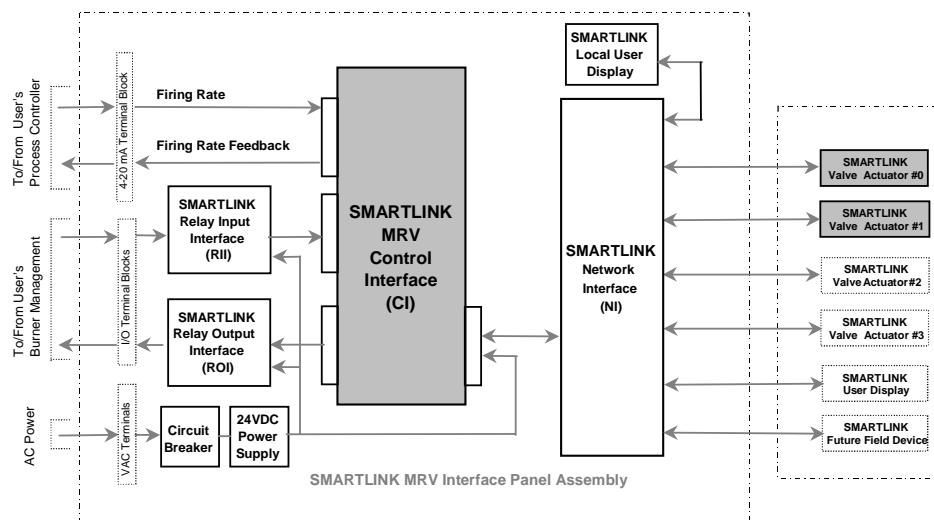 To/From User's
Process Controller
4-20 mA Terminal Block
Firing Rate
Firing Rate Feedback
To/From User's
Burner Management
I/O Terminal Blocks
SMARTLINK
Relay Input
Interface
(RII)
SMARTLINK
Relay Output
Interface
(ROI)
AC Power
VAC Terminals
Circuit
Breaker
24VDC
Power
Supply
SMARTLINK
MRV
Control
Interface
(CI)
SMARTLINK
Local User
Display
SMARTLINK
Network
Interface
(NI)
SMARTLINK
Valve Actuator #0
SMARTLINK
Valve Actuator #1
SMARTLINK
Valve Actuator #2
SMARTLINK
Valve Actuator #3
SMARTLINK
User Display
SMARTLINK
Future Field Device
SMARTLINK MRV Interface Panel Assembly